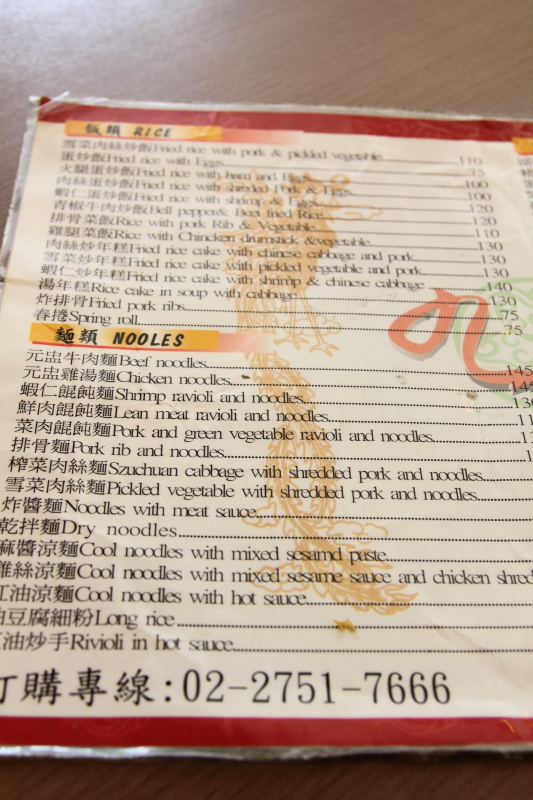 飯類 RICE
雪菜肉絲炒飯Fried rice with pork & pickled vegetable 110
蛋炒飯Fried rice with Eggs 75
火腿蛋炒飯Fried rice with ham and Eggs 100
肉絲蛋炒飯Fried rice with shreded Pork & Eggs 100
蝦仁蛋炒飯Fried rice with shrimp & Eggs 120
青椒牛肉炒飯Bell pepper& Beef fried Rice 120
排骨菜飯Rice with pork Rib & Vegetable 110
雞腿菜飯Rice with Chincken drumstick &vegetable 130
肉絲炒年糕Fried rice cake with chinese cabbage and pork 130
雪菜炒年糕Fried rice cake with pickled vegetable and pork 130
蝦仁炒年糕Fried rice cake with shrimp & chinese cabbage 140
湯年糕Rice cake in soup with cabbage 130
炸排骨Fried pork ribs 75
春捲Spring roll 75
麵類 NOOLES
元盅牛肉麵Beef noodles 145
元盅雞湯麵Chicken noodles 145
蝦仁餛飩麵Shrimp ravioli and noodles
鮮肉餛飩麵Lean meat ravioli and noodles
菜肉餛飩麵Pork and green vegetable ravioli and noodles
排骨麵Pork rib and noodles
榨菜肉絲麵Szuchuan cabbage with shredded pork and noodles
雪菜肉絲麵Pickled vegetable with shredded pork and noodles
炸醬麵Noodles with meat sauce
乾拌麵Dry noodles
麻醬涼麵Cool noodles with mixed sesamd paste
雞絲涼麵Cool noodles with mixed sesame sauce and chicken shred
紅油涼麵Cool noodles with hot sauce
油豆腐細粉Long rice
紅油炒手Rivioli in hot sauce
訂購專線:02-2751-7666